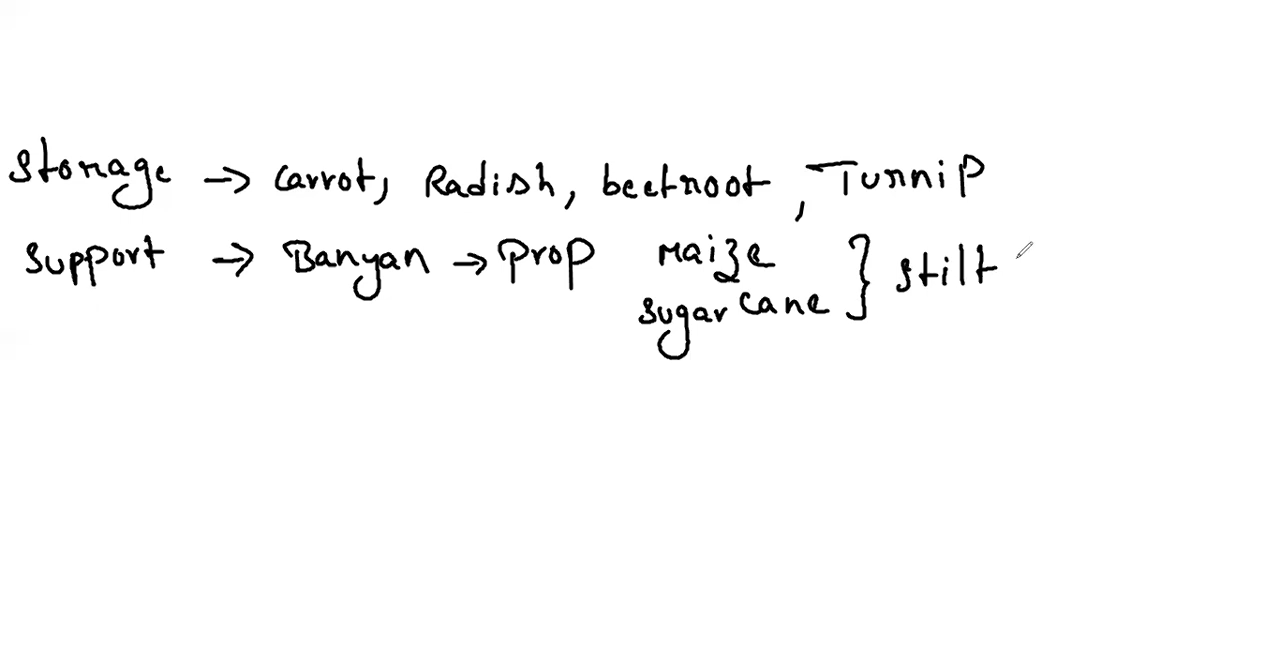 Storage → Carrot, Radish, beetroot, Turnip
Support → Banyan → Prop Maize } stilt
Sugarcane